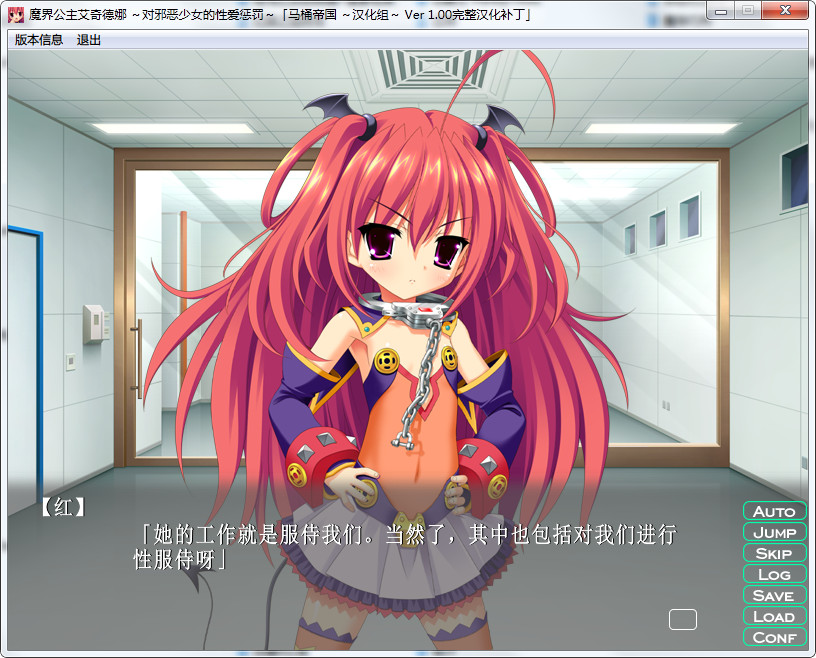 魔界公主艾奇德娜 ~对邪恶少女的性爱惩罚~「马桶帝国 ~汉化组~ Ver 1.00完整汉化补丁」
版本信息 退出
【红】
「她的工作就是服侍我们。当然了，其中也包括对我们进行
性服侍呀」
AUTO
JUMP
SKIP
LOG
SAVE
LOAD
CONF